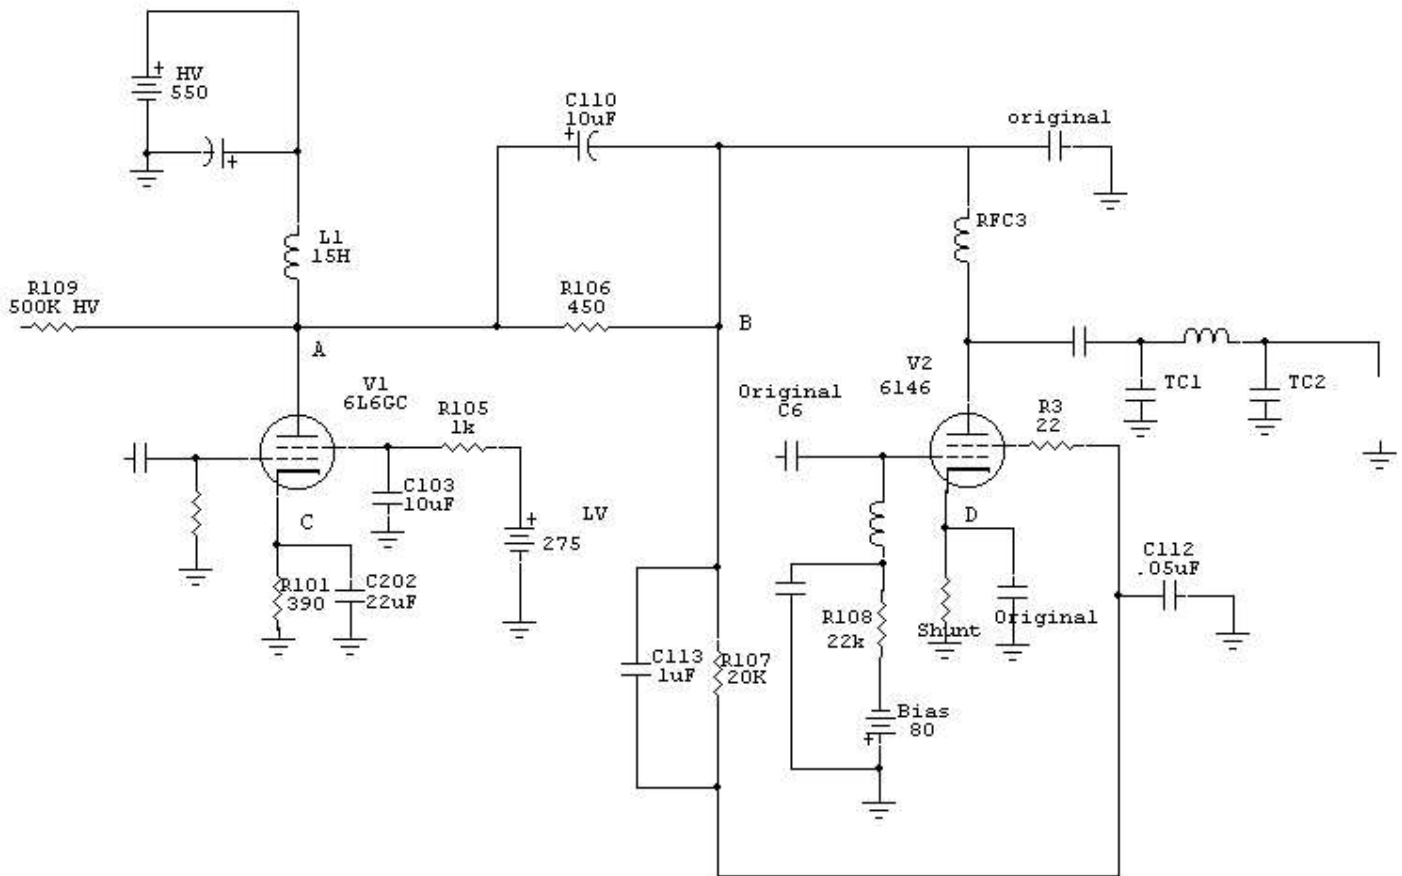 + HV
550
+
C110
10uF
+
original
L1
15H
RFC3
R109
500K HV
R106
450
A
B
V1
6L6GC
R105
1k
V2
6146
Original
C6
R3
22
TC1
TC2
C103
10uF
C
+
LV
275
D
R101
390
C202
22uF
C112
.05uF
R108
22k
Shunt
Original
C113
1uF
R107
20K
Bias
80
+